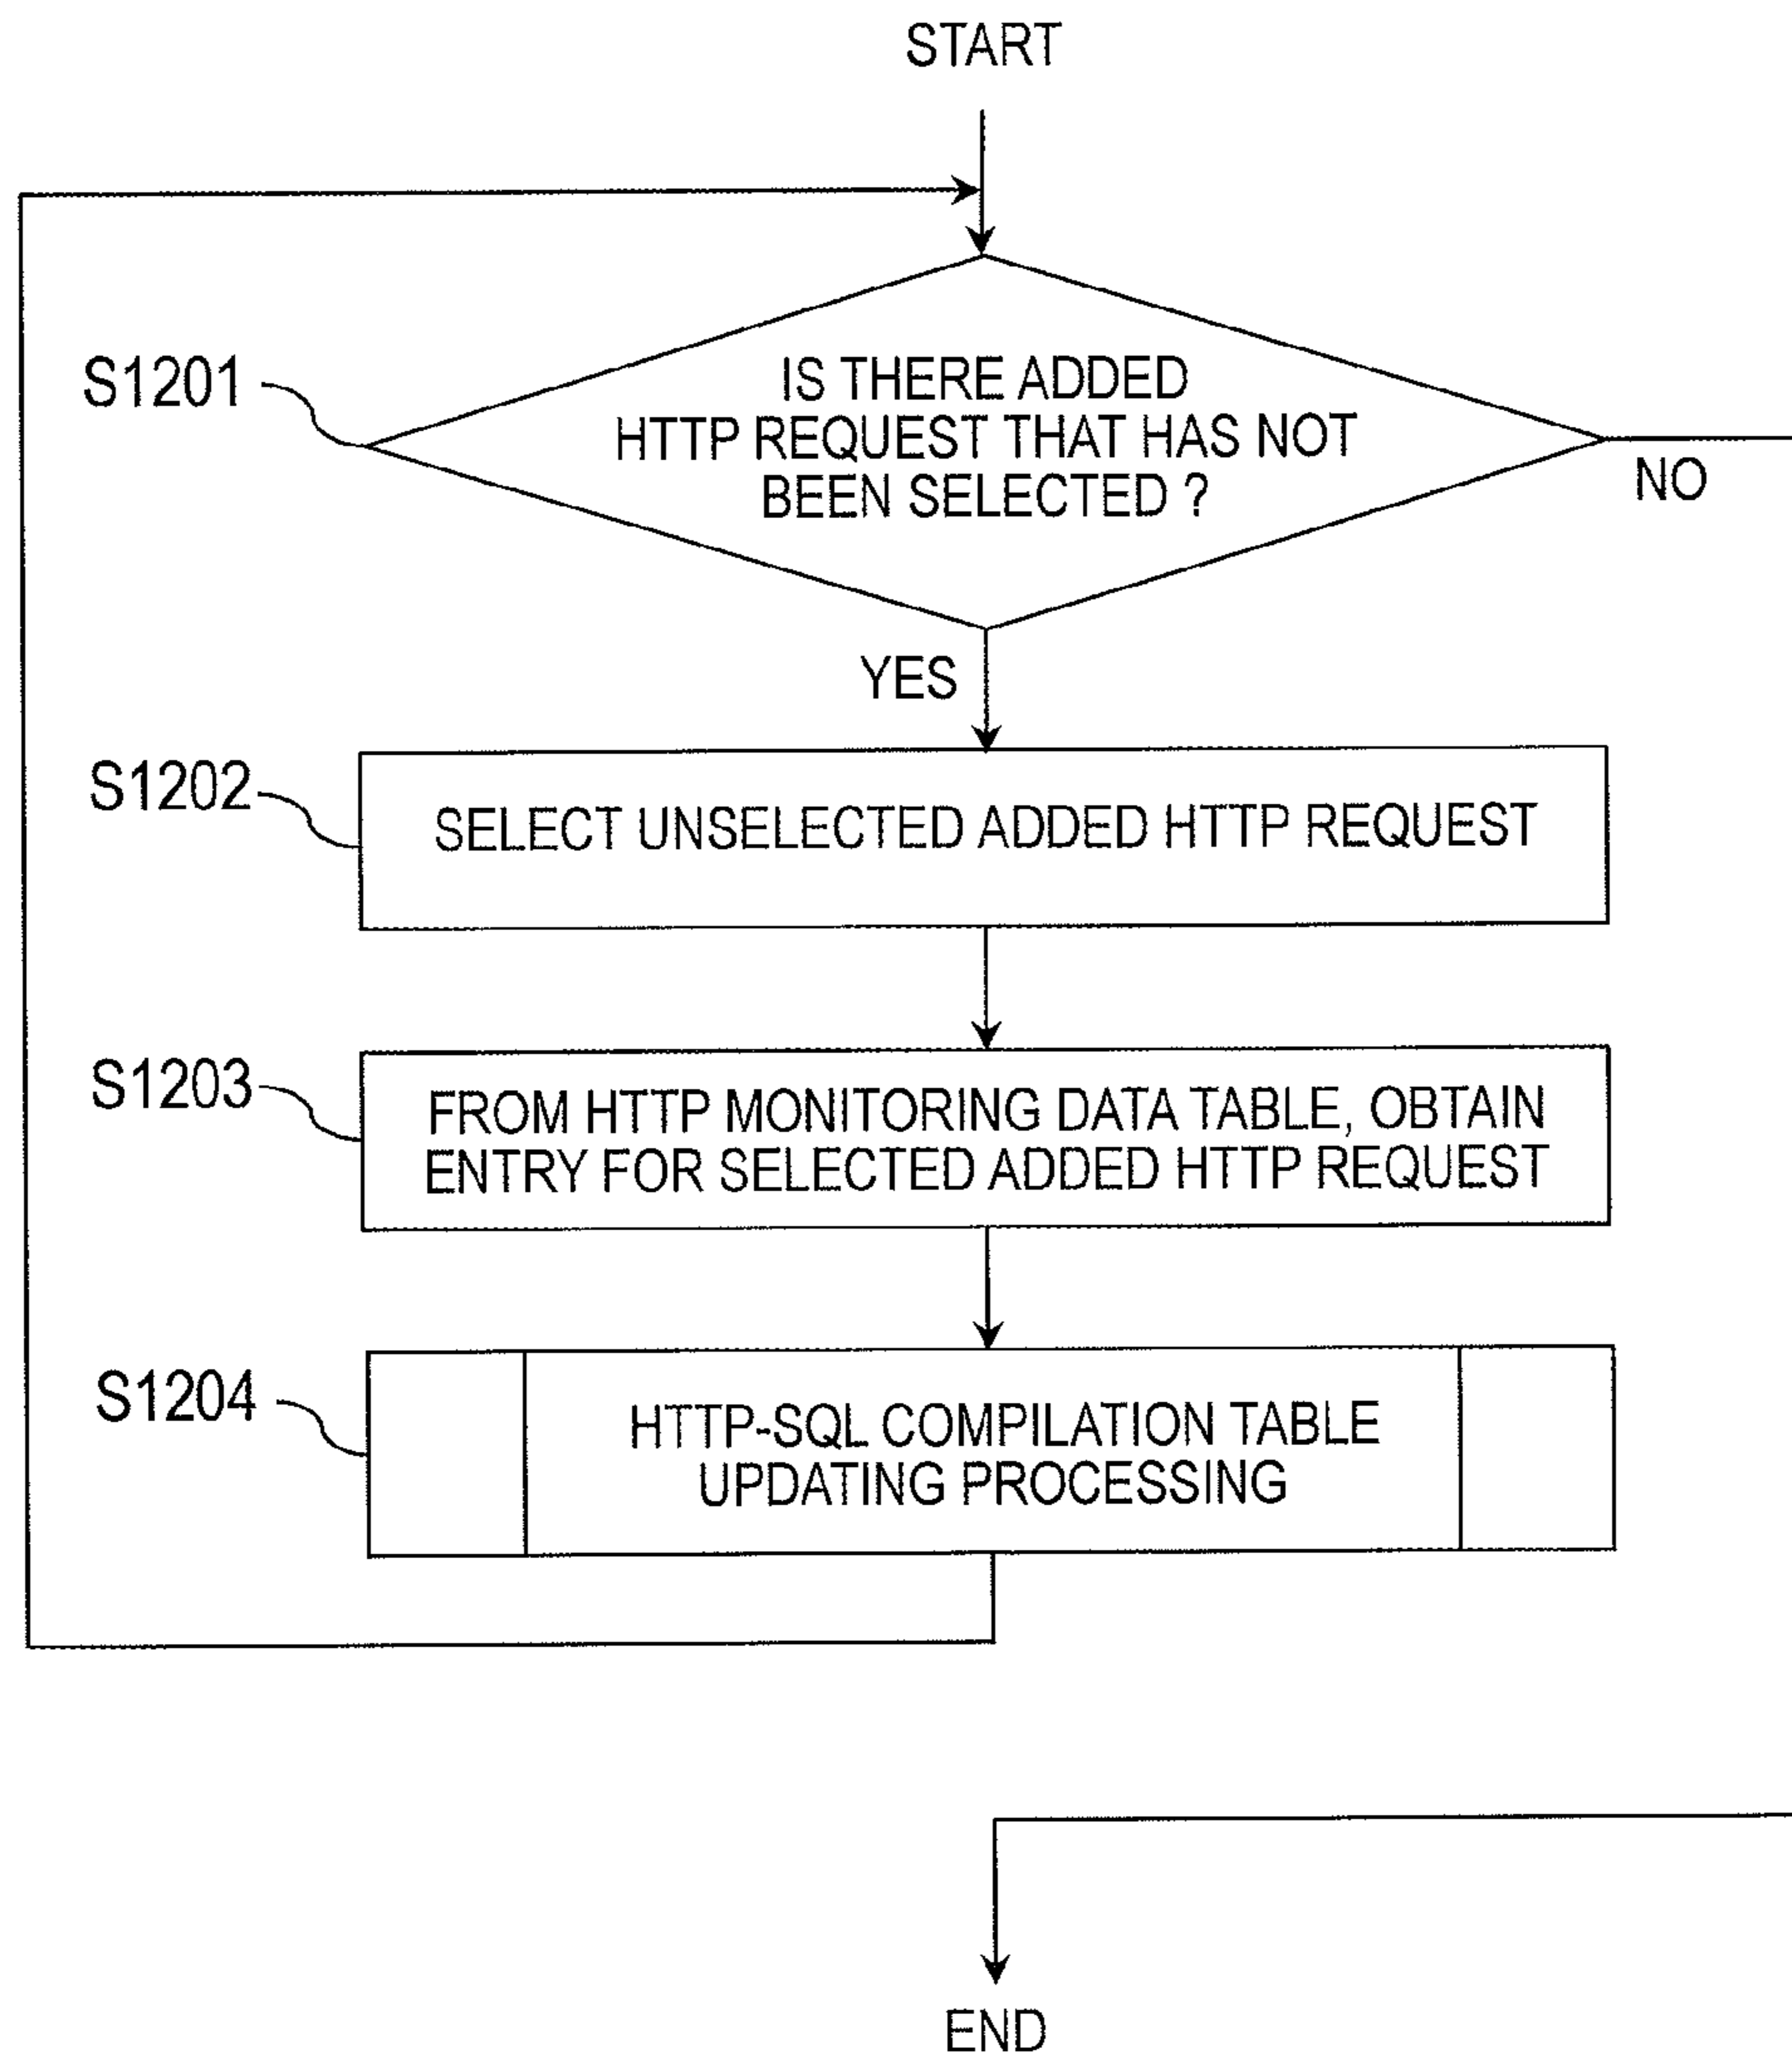 START
S1201
IS THERE ADDED
HTTP REQUEST THAT HAS NOT
BEEN SELECTED ?
NO
YES
S1202
SELECT UNSELECTED ADDED HTTP REQUEST
S1203
FROM HTTP MONITORING DATA TABLE, OBTAIN
ENTRY FOR SELECTED ADDED HTTP REQUEST
S1204
HTTP-SQL COMPILATION TABLE
UPDATING PROCESSING
END